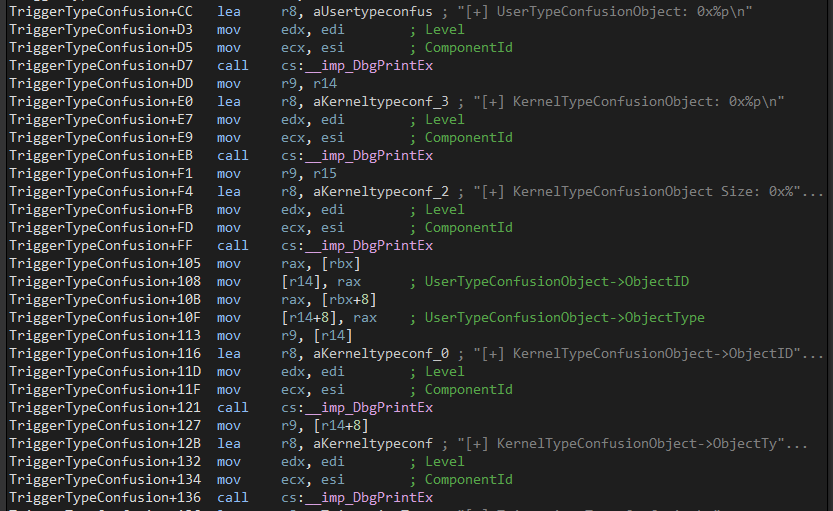 TriggerTypeConfusion+CC lea r8, aUsertypeconfus ; "[+] UserTypeConfusionObject: 0x%p\n"
TriggerTypeConfusion+D3 mov edx, edi ; Level
TriggerTypeConfusion+D5 mov ecx, esi ; ComponentId
TriggerTypeConfusion+D7 call cs:__imp_DbgPrintEx
TriggerTypeConfusion+DD mov r9, r14
TriggerTypeConfusion+E0 lea r8, aKerneltypeconf_3 ; "[+] KernelTypeConfusionObject: 0x%p\n"
TriggerTypeConfusion+E7 mov edx, edi ; Level
TriggerTypeConfusion+E9 mov ecx, esi ; ComponentId
TriggerTypeConfusion+EB call cs:__imp_DbgPrintEx
TriggerTypeConfusion+F1 mov r9, r15
TriggerTypeConfusion+F4 lea r8, aKerneltypeconf_2 ; "[+] KernelTypeConfusionObject Size: 0x%"...
TriggerTypeConfusion+FB mov edx, edi ; Level
TriggerTypeConfusion+FD mov ecx, esi ; ComponentId
TriggerTypeConfusion+FF call cs:__imp_DbgPrintEx
TriggerTypeConfusion+105 mov rax, [rbx]
TriggerTypeConfusion+108 mov [r14], rax ; UserTypeConfusionObject->ObjectID
TriggerTypeConfusion+10B mov rax, [rbx+8]
TriggerTypeConfusion+10F mov [r14+8], rax ; UserTypeConfusionObject->ObjectType
TriggerTypeConfusion+113 mov r9, [r14]
TriggerTypeConfusion+116 lea r8, aKerneltypeconf_0 ; "[+] KernelTypeConfusionObject->ObjectID"...
TriggerTypeConfusion+11D mov edx, edi ; Level
TriggerTypeConfusion+11F mov ecx, esi ; ComponentId
TriggerTypeConfusion+121 call cs:__imp_DbgPrintEx
TriggerTypeConfusion+127 mov r9, [r14+8]
TriggerTypeConfusion+12B lea r8, aKerneltypeconf ; "[+] KernelTypeConfusionObject->ObjectTy"...
TriggerTypeConfusion+132 mov edx, edi ; Level
TriggerTypeConfusion+134 mov ecx, esi ; ComponentId
TriggerTypeConfusion+136 call cs:__imp_DbgPrintEx